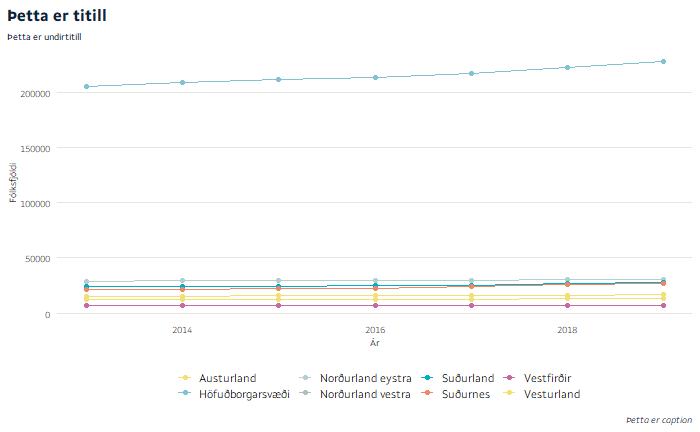 Þetta er titill
Þetta er undirtitill
200000
150000
100000
50000
0
Fólksfjöldi
2014 2016 2018
Ár
Austurland Norðurland eystra Suðurland Vestfirðir
Höfuðborgarsvæði Norðurland vestra Suðurnes Vesturland
Þetta er caption